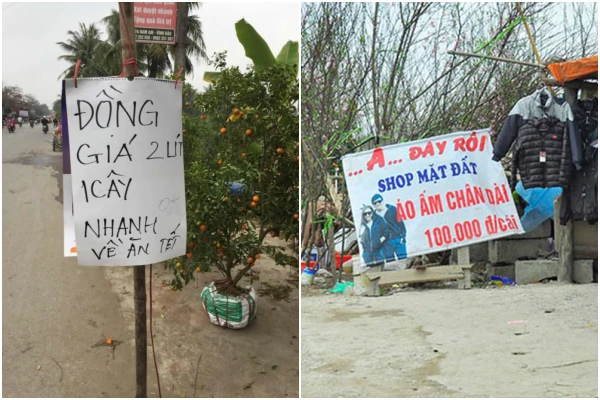 ĐỒNG
GIÁ 2 LÍT
1 CÂY
NHANH
VỀ ĂN TẾT
...A... ĐÂY RỒI
SHOP MẶT ĐẤT
ÁO ẤM CHÂN DÀI
100.000 đ/cái